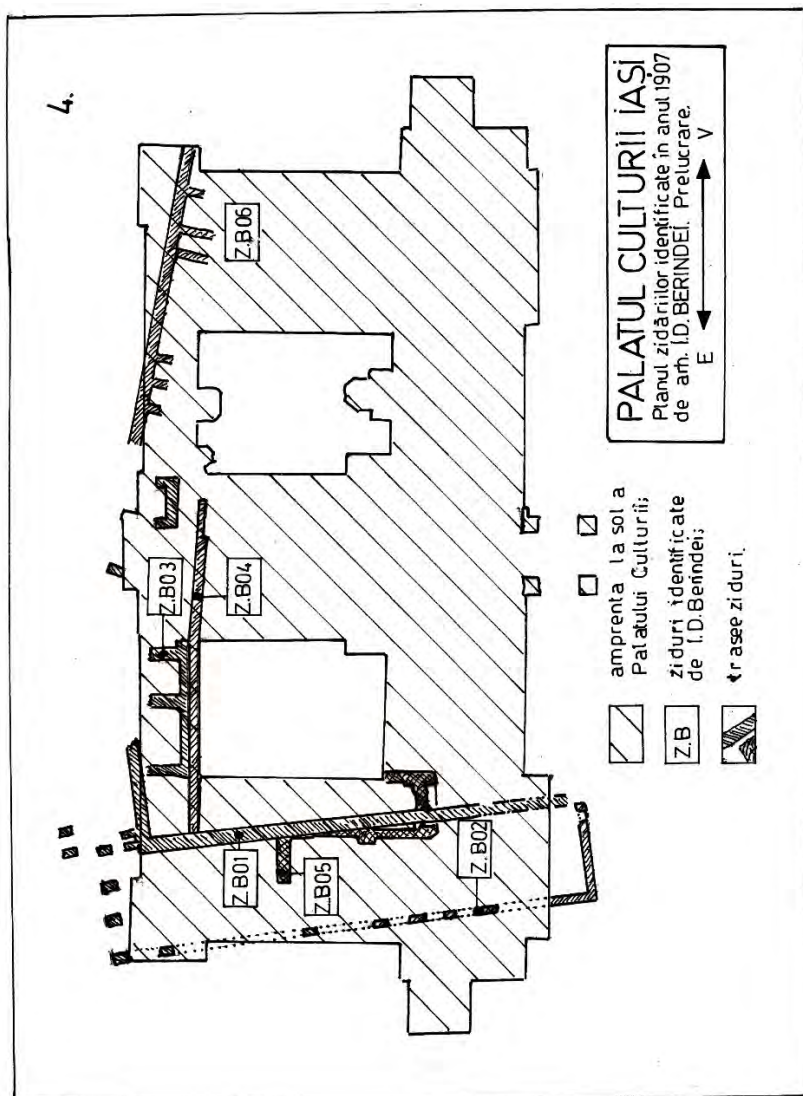 4.
Z.B03
Z.B04
Z.B06
Z.B01
Z.B05
Z.B02
amprenta la sol a
Palatului Culturii;
Z.B
ziduri identificate
de I.D.Berindei;
trasee ziduri.
PALATUL CULTURII IAȘI
Planul zidăriilor identificate în anul 1907
de arh. I.D. BERINDEI. Prelucrare.
E V